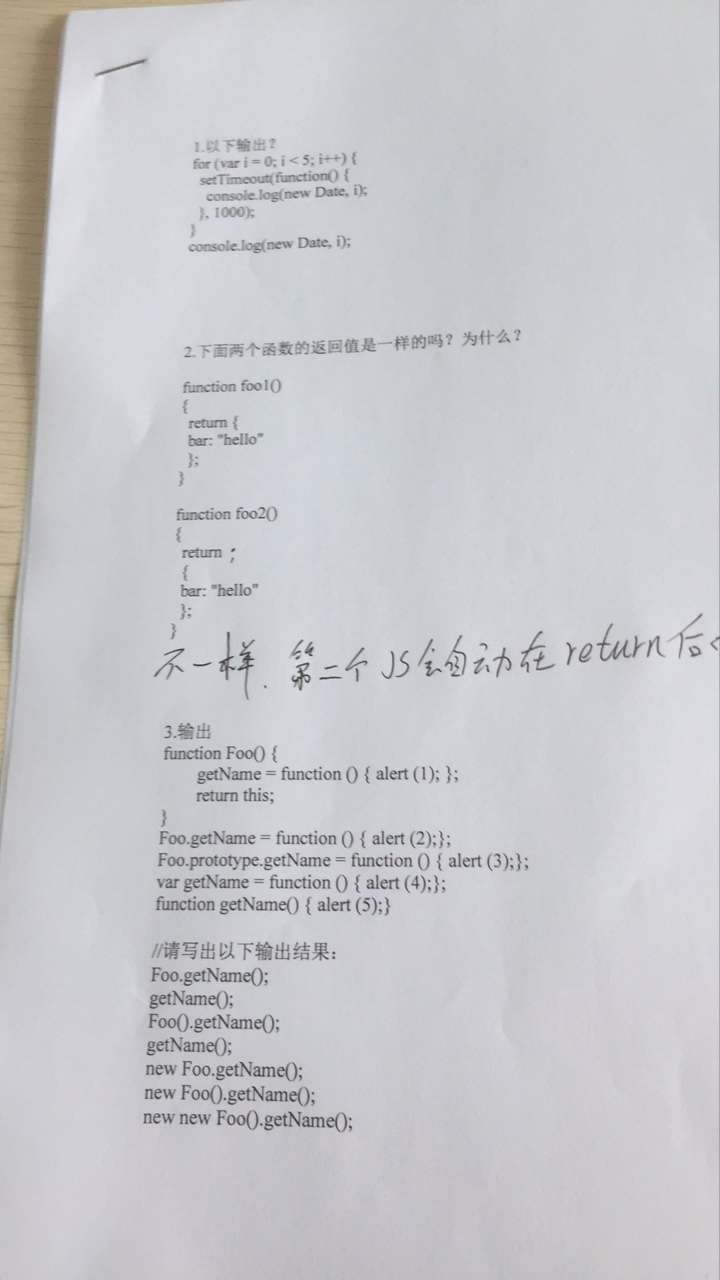 1.以下输出？
for (var i = 0; i < 5; i++) {
setTimeout(function() {
console.log(new Date, i);
}, 1000);
}
console.log(new Date, i);
2.下面两个函数的返回值是一样的吗？为什么？
function foo1()
{
return {
bar: "hello"
};
}
function foo2()
{
return ;
{
bar: "hello"
};
}
不一样. 第二个JS会自动在return后
3.输出
function Foo() {
getName = function () { alert (1); };
return this;
}
Foo.getName = function () { alert (2);};
Foo.prototype.getName = function () { alert (3);};
var getName = function () { alert (4);};
function getName() { alert (5);}
//请写出以下输出结果：
Foo.getName();
getName();
Foo().getName();
getName();
new Foo.getName();
new Foo().getName();
new new Foo().getName();